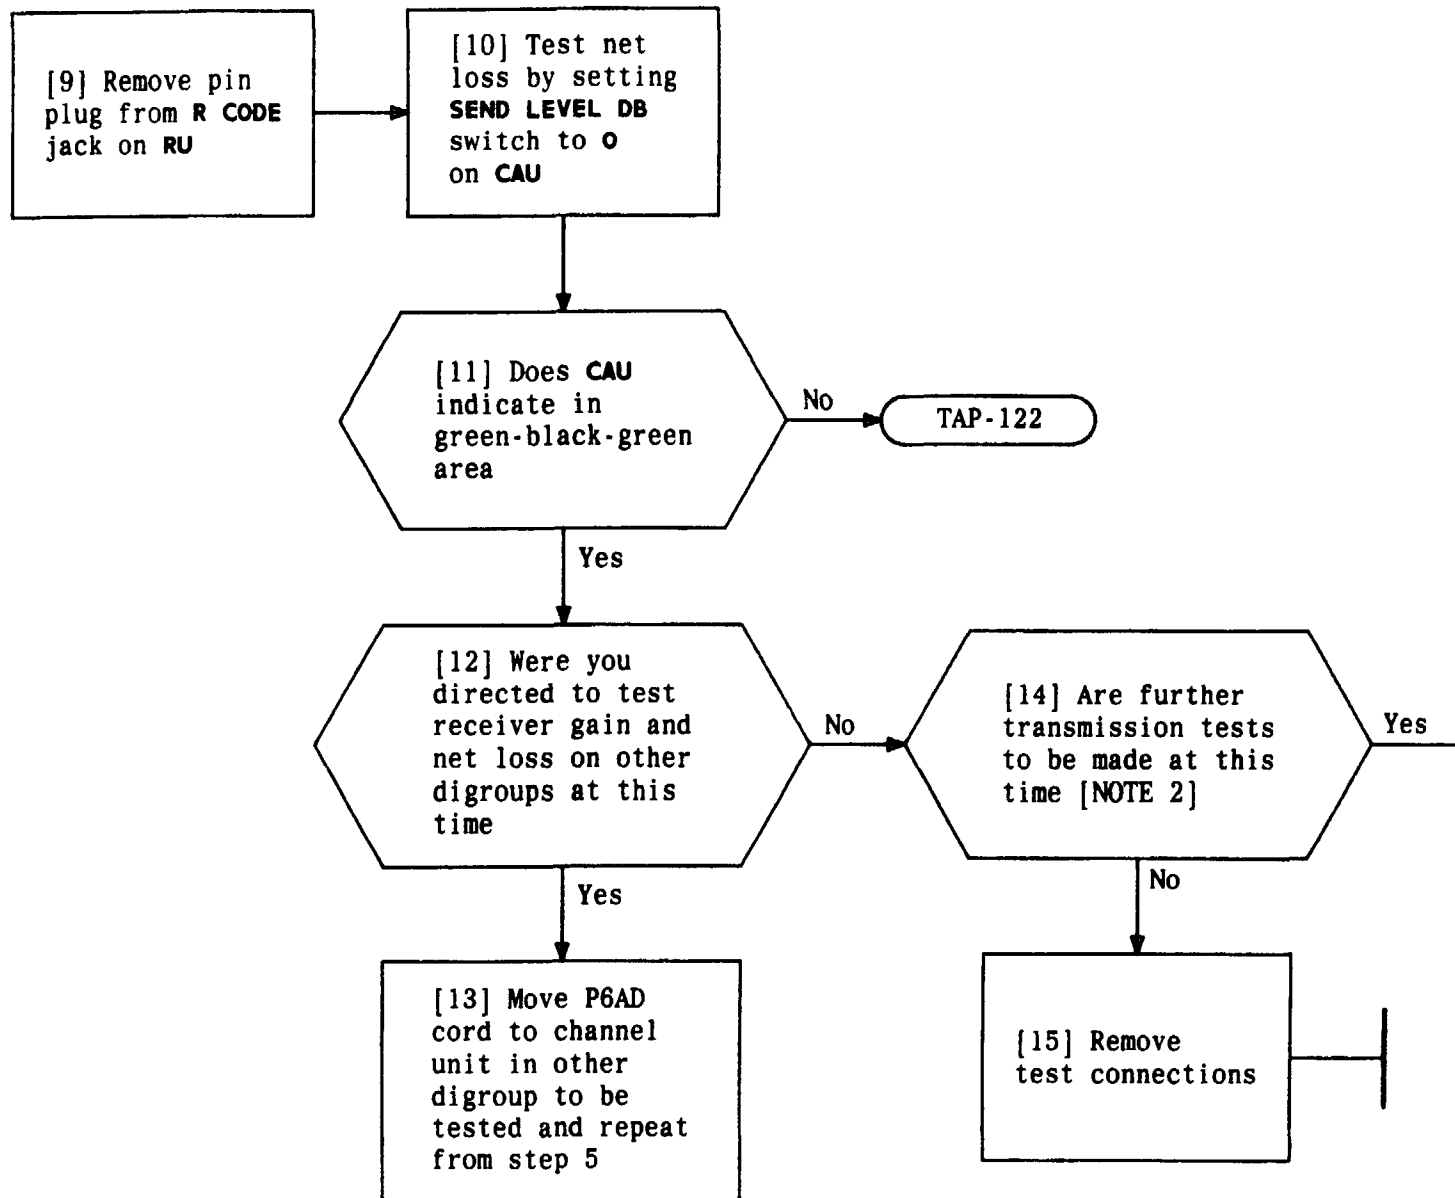 [9] Remove pin
plug from R CODE
jack on RU
[10] Test net
loss by setting
SEND LEVEL DB
switch to 0
on CAU
[11] Does CAU
indicate in
green-black-green
area
No
TAP-122
Yes
[12] Were you
directed to test
receiver gain and
net loss on other
digroups at this
time
No
[14] Are further
transmission tests
to be made at this
time [NOTE 2]
Yes
Yes
No
[13] Move P6AD
cord to channel
unit in other
digroup to be
tested and repeat
from step 5
[15] Remove
test connections